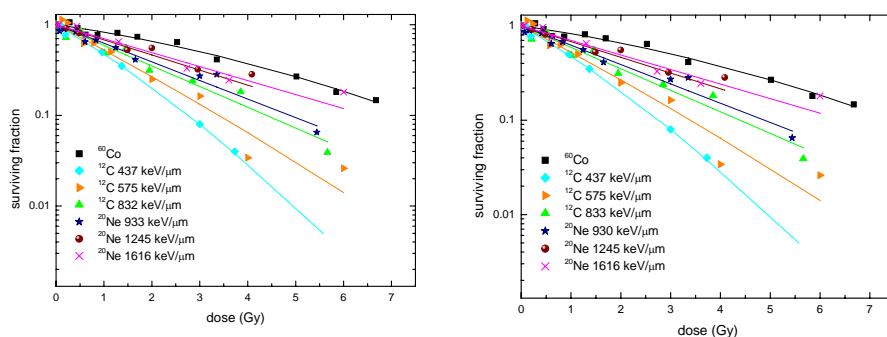 1
0.1
0.01
surviving fraction
⁶⁰Co
¹²C 437 keV/μm
¹²C 575 keV/μm
¹²C 832 keV/μm
²⁰Ne 933 keV/μm
²⁰Ne 1245 keV/μm
²⁰Ne 1616 keV/μm
0 1 2 3 4 5 6 7
dose (Gy)
1
0.1
0.01
surviving fraction
⁶⁰Co
¹²C 437 keV/μm
¹²C 575 keV/μm
¹²C 833 keV/μm
²⁰Ne 930 keV/μm
²⁰Ne 1245 keV/μm
²⁰Ne 1616 keV/μm
0 1 2 3 4 5 6 7
dose (Gy)